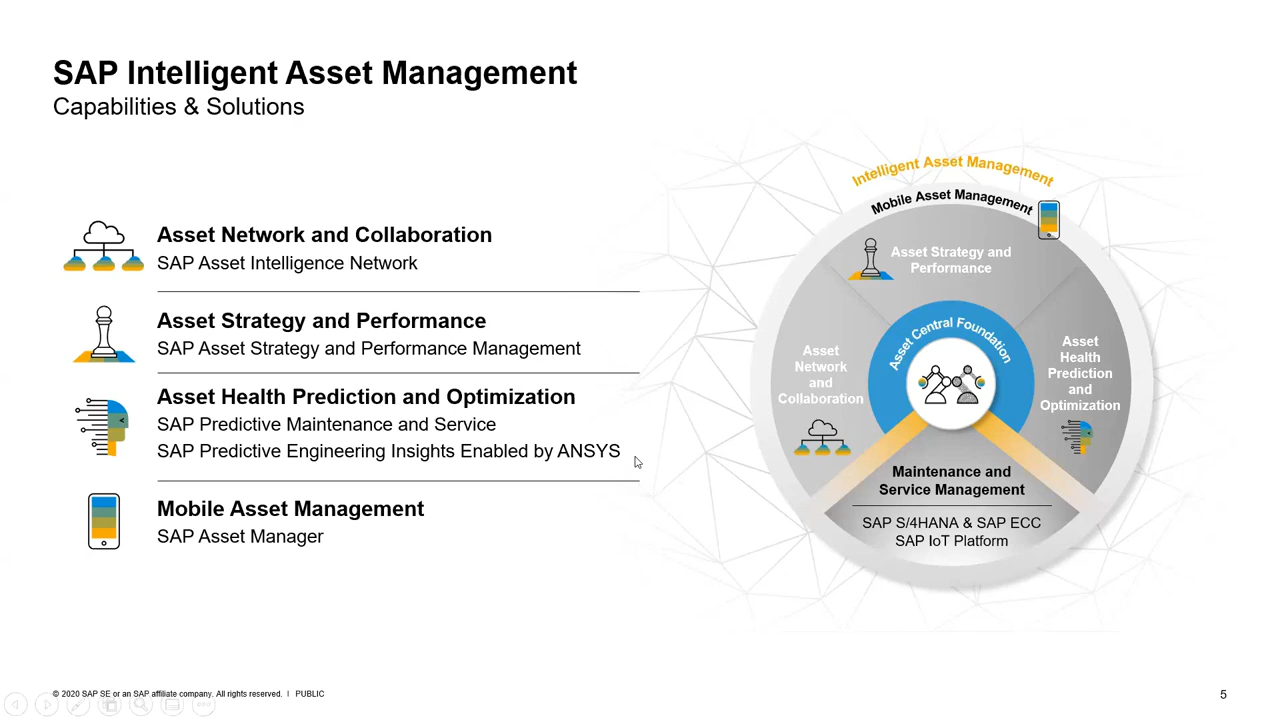 SAP Intelligent Asset Management
Capabilities & Solutions
Asset Network and Collaboration
SAP Asset Intelligence Network
Asset Strategy and Performance
SAP Asset Strategy and Performance Management
Asset Health Prediction and Optimization
SAP Predictive Maintenance and Service
SAP Predictive Engineering Insights Enabled by ANSYS
Mobile Asset Management
SAP Asset Manager
Intelligent Asset Management
Mobile Asset Management
Asset Strategy and
Performance
Asset Central Foundation
Asset
Network
and
Collaboration
Asset
Health
Prediction
and
Optimization
Maintenance and
Service Management
SAP S/4HANA & SAP ECC
SAP IoT Platform
© 2020 SAP SE or an SAP affiliate company. All rights reserved. | PUBLIC
5